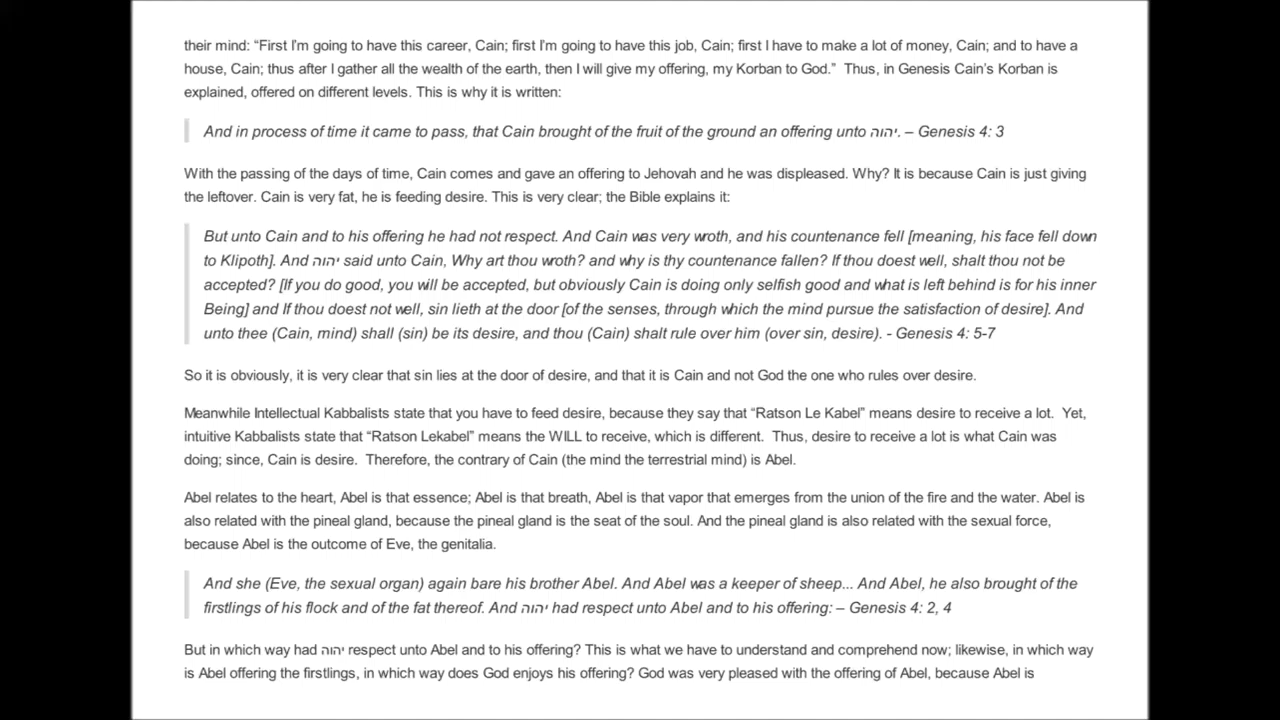 their mind: “First I’m going to have this career, Cain; first I’m going to have this job, Cain; first I have to make a lot of money, Cain; and to have a
house, Cain; thus after I gather all the wealth of the earth, then I will give my offering, my Korban to God.”  Thus, in Genesis Cain’s Korban is
explained, offered on different levels. This is why it is written:
And in process of time it came to pass, that Cain brought of the fruit of the ground an offering unto יהוה. – Genesis 4: 3
With the passing of the days of time, Cain comes and gave an offering to Jehovah and he was displeased. Why? It is because Cain is just giving
the leftover. Cain is very fat, he is feeding desire. This is very clear; the Bible explains it:
But unto Cain and to his offering he had not respect. And Cain was very wroth, and his countenance fell [meaning, his face fell down
to Klipoth]. And יהוה said unto Cain, Why art thou wroth? and why is thy countenance fallen? If thou doest well, shalt thou not be
accepted? [If you do good, you will be accepted, but obviously Cain is doing only selfish good and what is left behind is for his inner
Being] and If thou doest not well, sin lieth at the door [of the senses, through which the mind pursue the satisfaction of desire]. And
unto thee (Cain, mind) shall (sin) be its desire, and thou (Cain) shalt rule over him (over sin, desire). - Genesis 4: 5-7
So it is obviously, it is very clear that sin lies at the door of desire, and that it is Cain and not God the one who rules over desire.
Meanwhile Intellectual Kabbalists state that you have to feed desire, because they say that “Ratson Le Kabel” means desire to receive a lot.  Yet,
intuitive Kabbalists state that “Ratson Lekabel” means the WILL to receive, which is different.  Thus, desire to receive a lot is what Cain was
doing; since, Cain is desire.  Therefore, the contrary of Cain (the mind the terrestrial mind) is Abel.
Abel relates to the heart, Abel is that essence; Abel is that breath, Abel is that vapor that emerges from the union of the fire and the water. Abel is
also related with the pineal gland, because the pineal gland is the seat of the soul. And the pineal gland is also related with the sexual force,
because Abel is the outcome of Eve, the genitalia.
And she (Eve, the sexual organ) again bare his brother Abel. And Abel was a keeper of sheep... And Abel, he also brought of the
firstlings of his flock and of the fat thereof. And יהוה had respect unto Abel and to his offering: – Genesis 4: 2, 4
But in which way had יהוה respect unto Abel and to his offering? This is what we have to understand and comprehend now; likewise, in which way
is Abel offering the firstlings, in which way does God enjoys his offering? God was very pleased with the offering of Abel, because Abel is